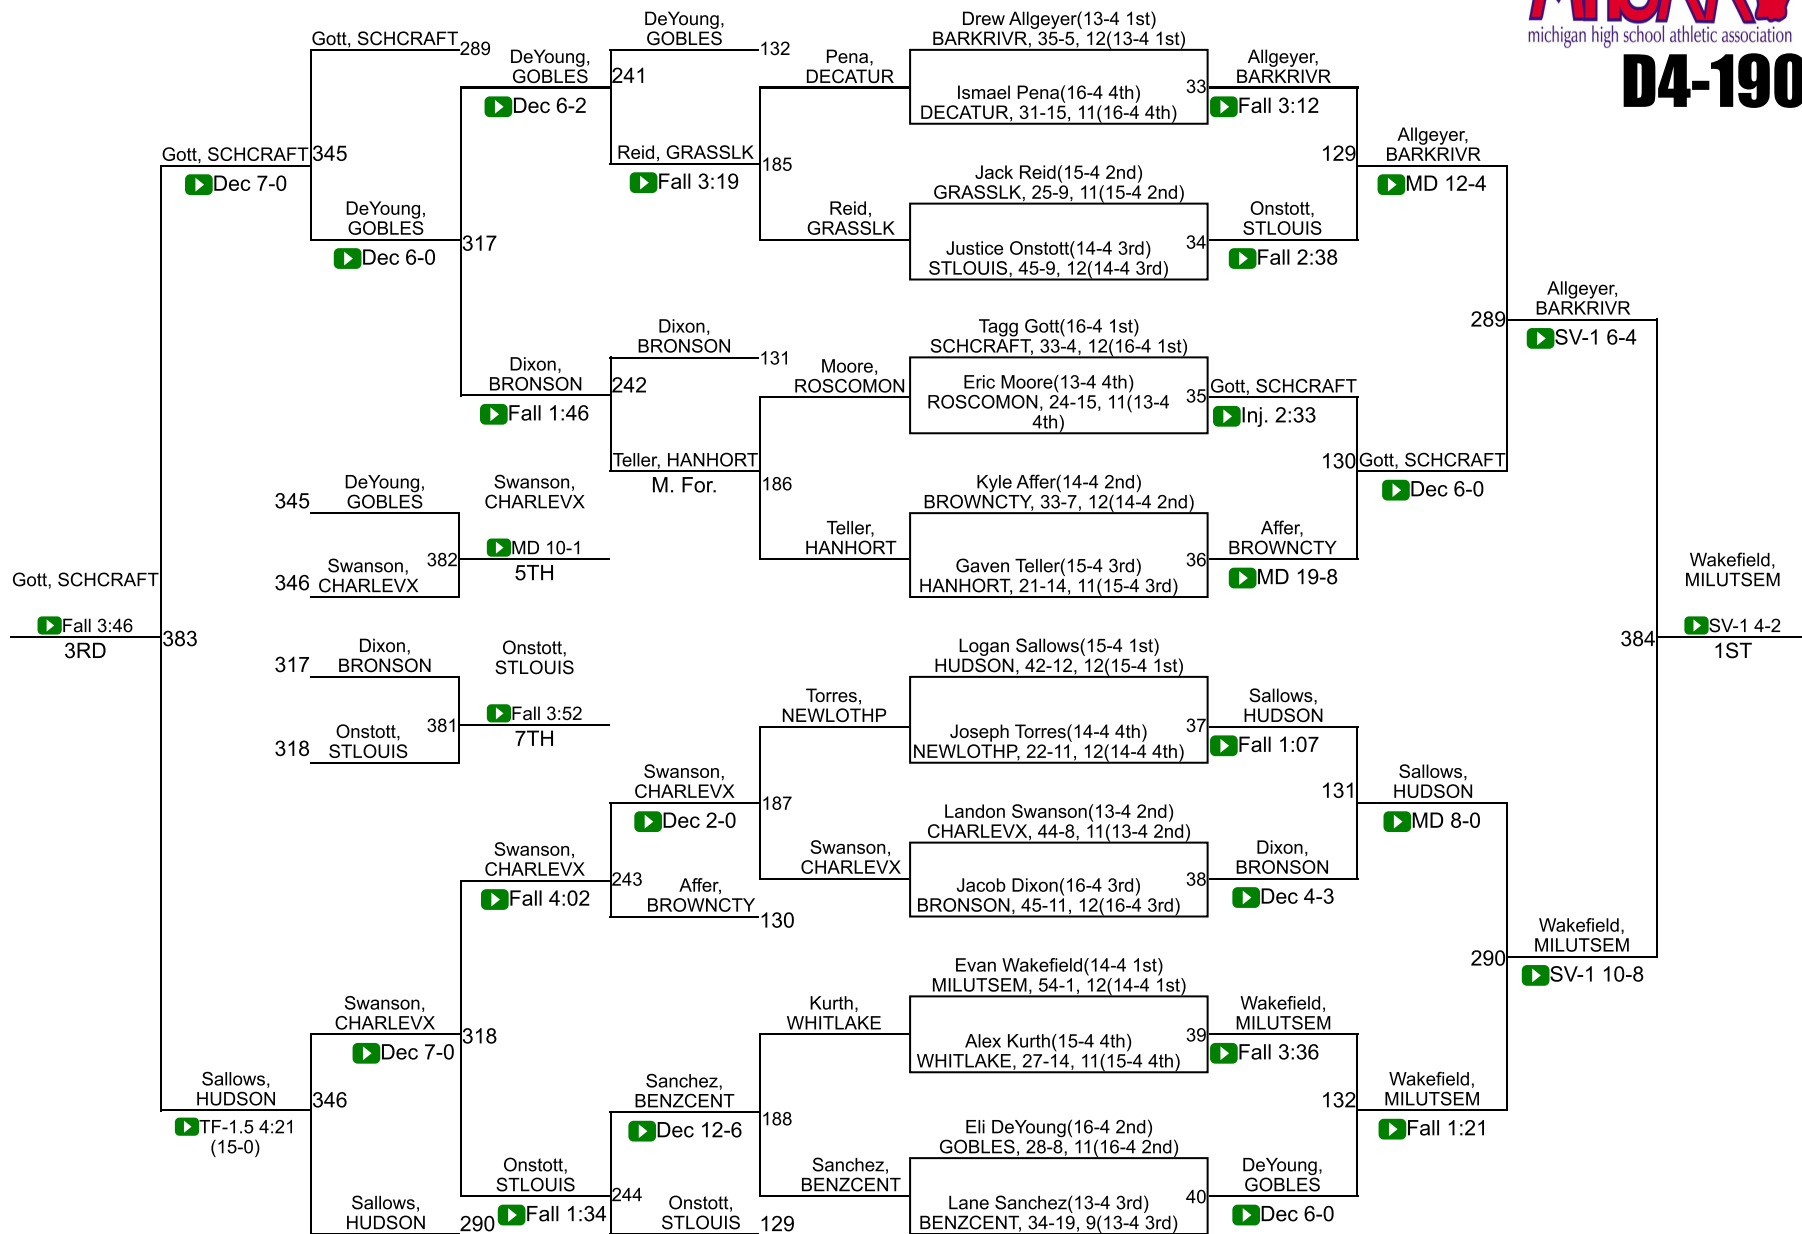 MHSAA
michigan high school athletic association
D4-190
Gott, SCHCRAFT
289
Gott, SCHCRAFT
345
Dec 7-0
DeYoung,
GOBLES
Dec 6-0
317
DeYoung,
GOBLES
241
Dec 6-2
DeYoung,
GOBLES
132
Reid, GRASSLK
185
Fall 3:19
Dixon,
BRONSON
242
Fall 1:46
Dixon,
BRONSON
131
Teller, HANHORT
186
M. For.
Pena,
DECATUR
Reid,
GRASSLK
Moore,
ROSCOMON
Teller,
HANHORT
Drew Allgeyer(13-4 1st)
BARKRIVR, 35-5, 12(13-4 1st)
Ismael Pena(16-4 4th)
DECATUR, 31-15, 11(16-4 4th)
33
Jack Reid(15-4 2nd)
GRASSLK, 25-9, 11(15-4 2nd)
Justice Onstott(14-4 3rd)
STLOUIS, 45-9, 12(14-4 3rd)
34
Tagg Gott(16-4 1st)
SCHCRAFT, 33-4, 12(16-4 1st)
Eric Moore(13-4 4th)
ROSCOMON, 24-15, 11(13-4
4th)
35
Kyle Affer(14-4 2nd)
BROWNCTY, 33-7, 12(14-4 2nd)
Gaven Teller(15-4 3rd)
HANHORT, 21-14, 11(15-4 3rd)
36
Allgeyer,
BARKRIVR
Fall 3:12
129
Onstott,
STLOUIS
Fall 2:38
Gott, SCHCRAFT
Inj. 2:33
130
Affer,
BROWNCTY
MD 19-8
Allgeyer,
BARKRIVR
MD 12-4
289
Gott, SCHCRAFT
Dec 6-0
Allgeyer,
BARKRIVR
SV-1 6-4
345
DeYoung,
GOBLES
346
Swanson,
CHARLEVX
382
Swanson,
CHARLEVX
MD 10-1
5TH
Gott, SCHCRAFT
Fall 3:46
3RD
383
317
Dixon,
BRONSON
318
Onstott,
STLOUIS
381
Onstott,
STLOUIS
Fall 3:52
7TH
Wakefield,
MILUTSEM
384
SV-1 4-2
1ST
Swanson,
CHARLEVX
187
Dec 2-0
Swanson,
CHARLEVX
243
Fall 4:02
Affer,
BROWNCTY
130
Swanson,
CHARLEVX
318
Dec 7-0
Sallows,
HUDSON
346
TF-1.5 4:21
(15-0)
Sallows,
HUDSON
290
Onstott,
STLOUIS
244
Fall 1:34
Sanchez,
BENZCENT
188
Dec 12-6
Onstott,
STLOUIS
129
Torres,
NEWLOTHP
Swanson,
CHARLEVX
Kurth,
WHITLAKE
Sanchez,
BENZCENT
Logan Sallows(15-4 1st)
HUDSON, 42-12, 12(15-4 1st)
Joseph Torres(14-4 4th)
NEWLOTHP, 22-11, 12(14-4 4th)
37
Landon Swanson(13-4 2nd)
CHARLEVX, 44-8, 11(13-4 2nd)
Jacob Dixon(16-4 3rd)
BRONSON, 45-11, 12(16-4 3rd)
38
Evan Wakefield(14-4 1st)
MILUTSEM, 54-1, 12(14-4 1st)
Alex Kurth(15-4 4th)
WHITLAKE, 27-14, 11(15-4 4th)
39
Eli DeYoung(16-4 2nd)
GOBLES, 28-8, 11(16-4 2nd)
Lane Sanchez(13-4 3rd)
BENZCENT, 34-19, 9(13-4 3rd)
40
Sallows,
HUDSON
Fall 1:07
131
Dixon,
BRONSON
Dec 4-3
Wakefield,
MILUTSEM
Fall 3:36
132
DeYoung,
GOBLES
Dec 6-0
Sallows,
HUDSON
MD 8-0
290
Wakefield,
MILUTSEM
Fall 1:21
Wakefield,
MILUTSEM
SV-1 10-8